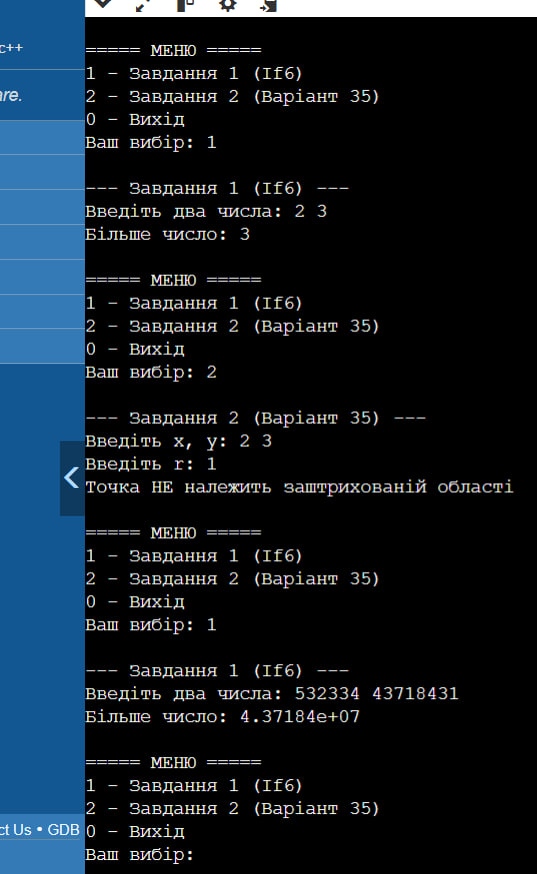 c++
are.
===== МЕНЮ =====
1 - Завдання 1 (If6)
2 - Завдання 2 (Варіант 35)
0 - Вихід
Ваш вибір: 1
--- Завдання 1 (If6) ---
Введіть два числа: 2 3
Більше число: 3
===== МЕНЮ =====
1 - Завдання 1 (If6)
2 - Завдання 2 (Варіант 35)
0 - Вихід
Ваш вибір: 2
--- Завдання 2 (Варіант 35) ---
Введіть x, y: 2 3
Введіть r: 1
Точка НЕ належить заштрихованій області
===== МЕНЮ =====
1 - Завдання 1 (If6)
2 - Завдання 2 (Варіант 35)
0 - Вихід
Ваш вибір: 1
--- Завдання 1 (If6) ---
Введіть два числа: 532334 43718431
Більше число: 4.37184e+07
===== МЕНЮ =====
1 - Завдання 1 (If6)
2 - Завдання 2 (Варіант 35)
0 - Вихід
Ваш вибір:
ct Us • GDB